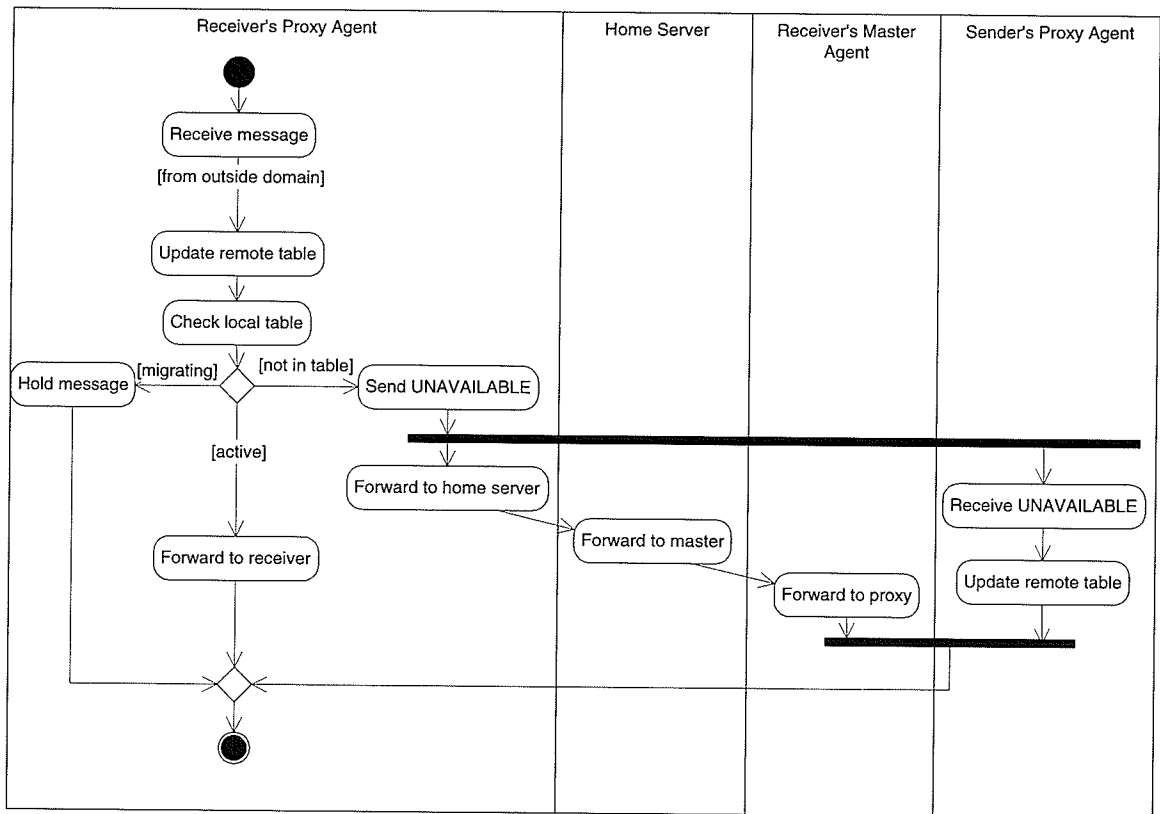 Receiver's Proxy Agent
Home Server
Receiver's Master
Agent
Sender's Proxy Agent
Receive message
[from outside domain]
Update remote table
Check local table
Hold message
[migrating]
[not in table]
Send UNAVAILABLE
[active]
Forward to home server
Receive UNAVAILABLE
Forward to receiver
Forward to master
Forward to proxy
Update remote table